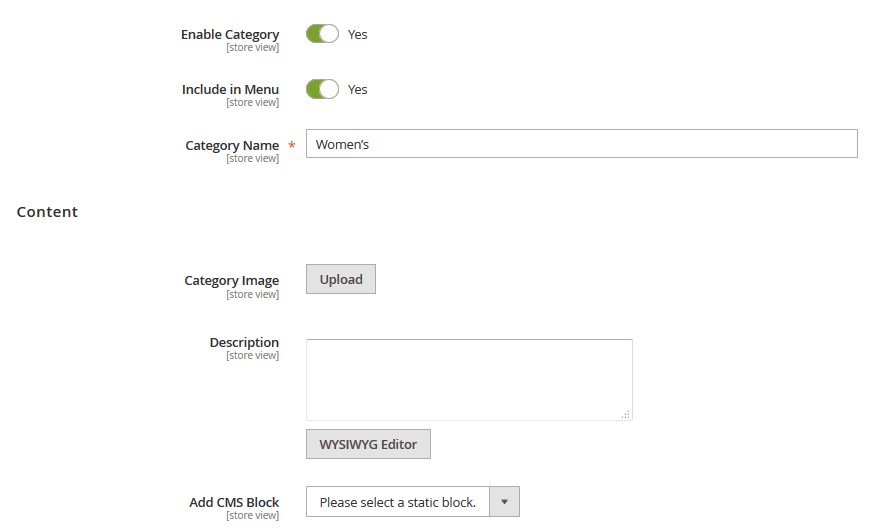 Enable Category
[store view]
Yes
Include in Menu
[store view]
Yes
Category Name *
[store view]
Women's
Content
Category Image
[store view]
Upload
Description
[store view]
WYSIWYG Editor
Add CMS Block
[store view]
Please select a static block.